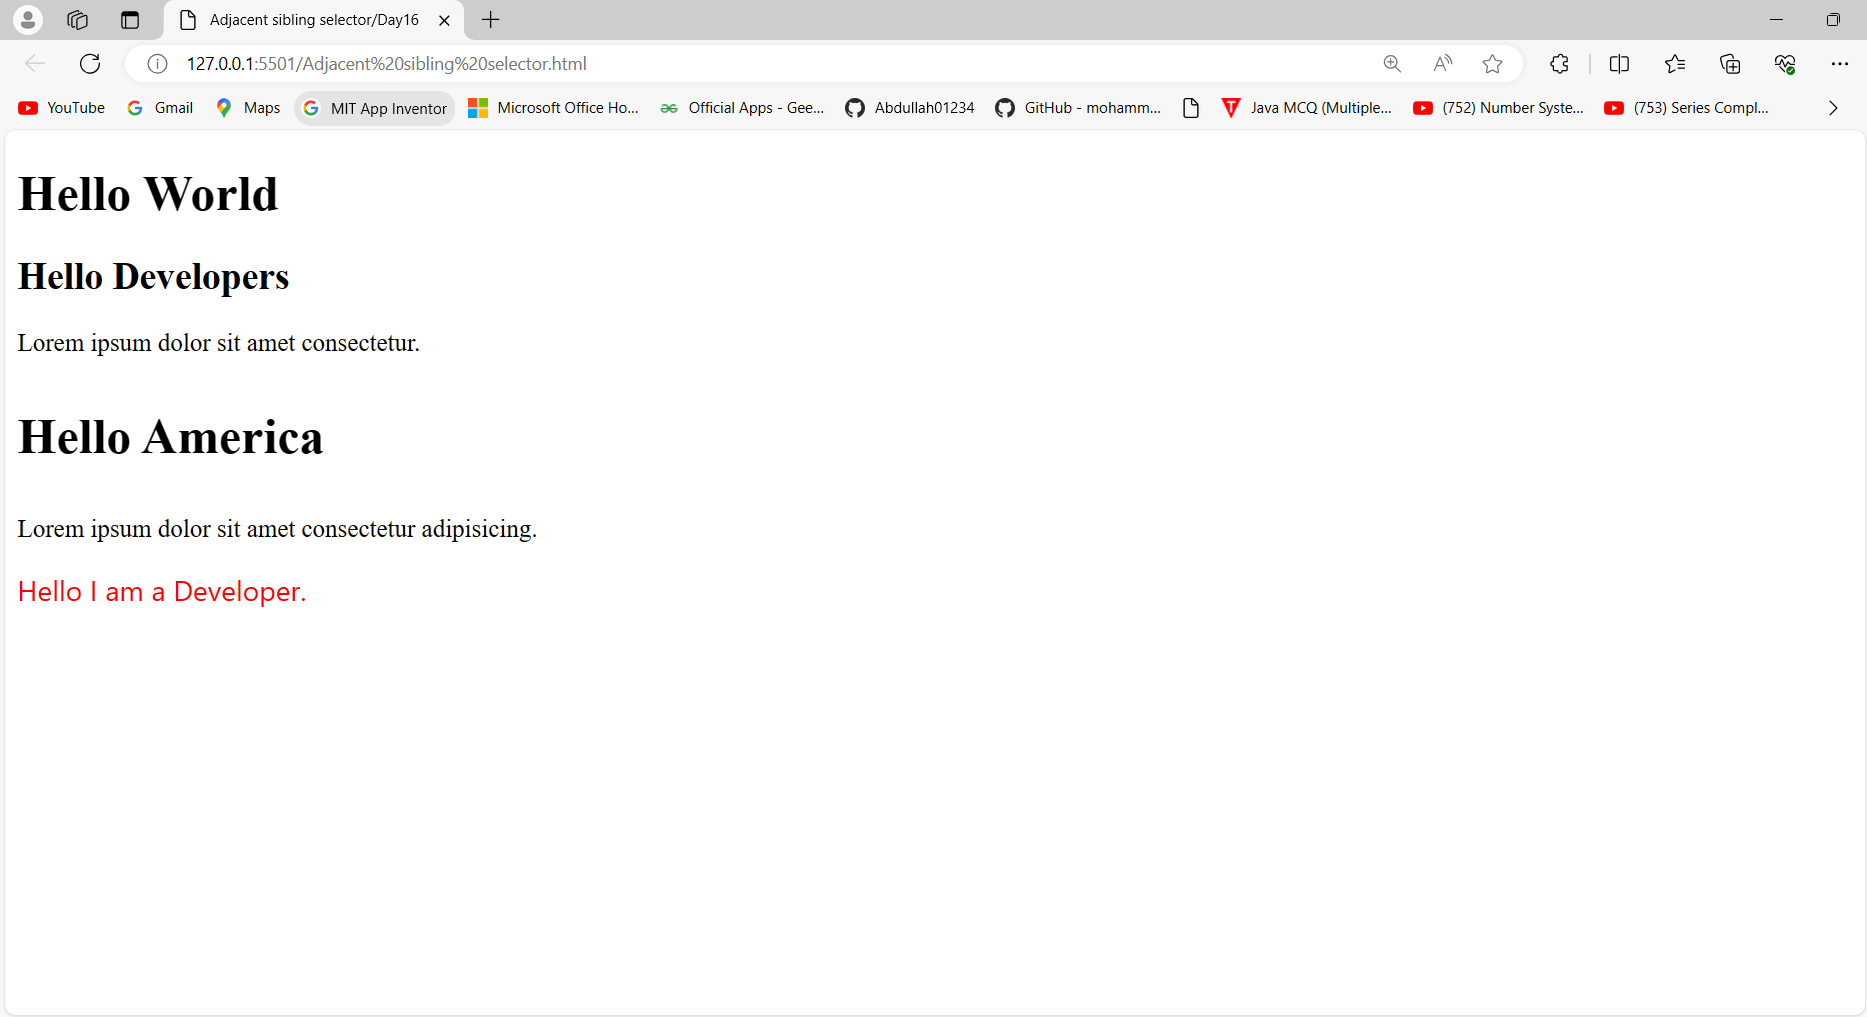 Adjacent sibling selector/Day16
127.0.0.1:5501/Adjacent%20sibling%20selector.html
YouTube Gmail Maps MIT App Inventor Microsoft Office Ho... Official Apps - Gee... Abdullah01234 GitHub - mohamm... Java MCQ (Multiple... (752) Number Syste... (753) Series Compl...
Hello World
Hello Developers
Lorem ipsum dolor sit amet consectetur.
Hello America
Lorem ipsum dolor sit amet consectetur adipisicing.
Hello I am a Developer.